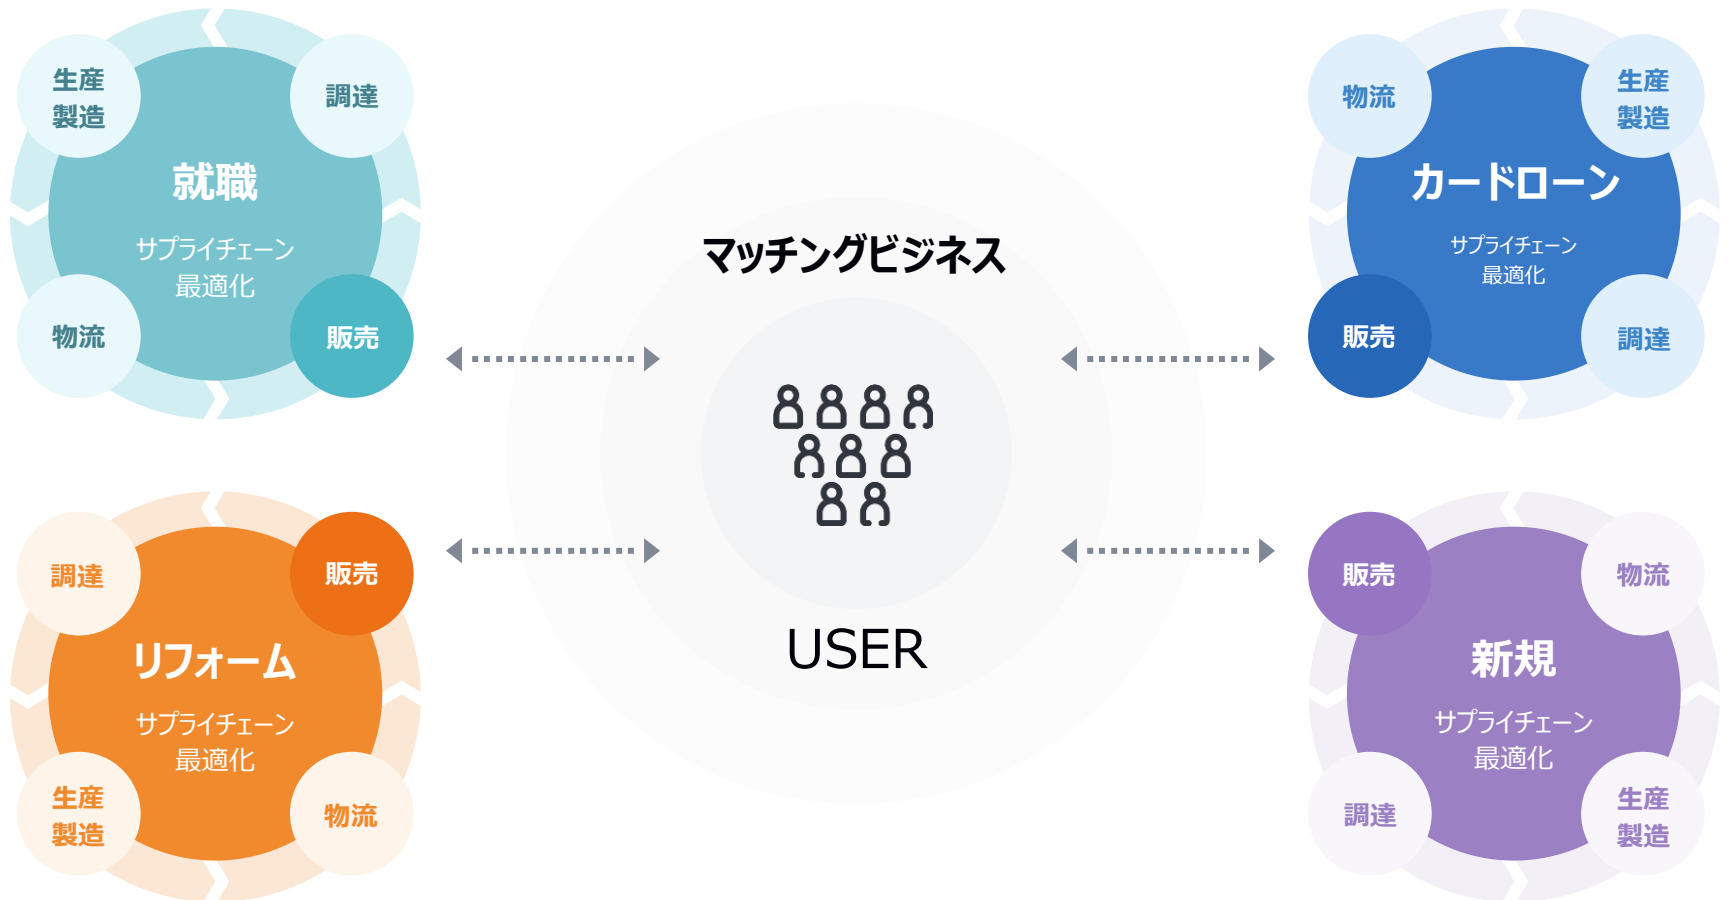 生産
製造
調達
就職
サプライチェーン
最適化
物流
販売
マッチングビジネス
USER
物流
生産
製造
カードローン
サプライチェーン
最適化
販売
調達
調達
販売
リフォーム
サプライチェーン
最適化
生産
製造
物流
販売
物流
新規
サプライチェーン
最適化
調達
生産
製造